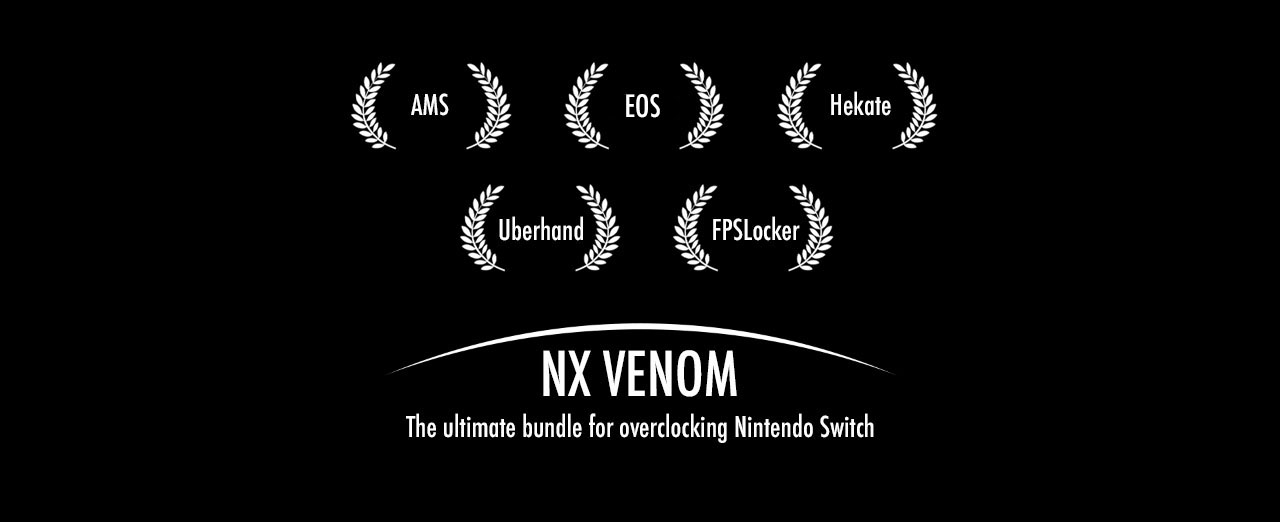 AMS EOS Hekate
Uberhand FPSLocker
NX VENOM
The ultimate bundle for overclocking Nintendo Switch